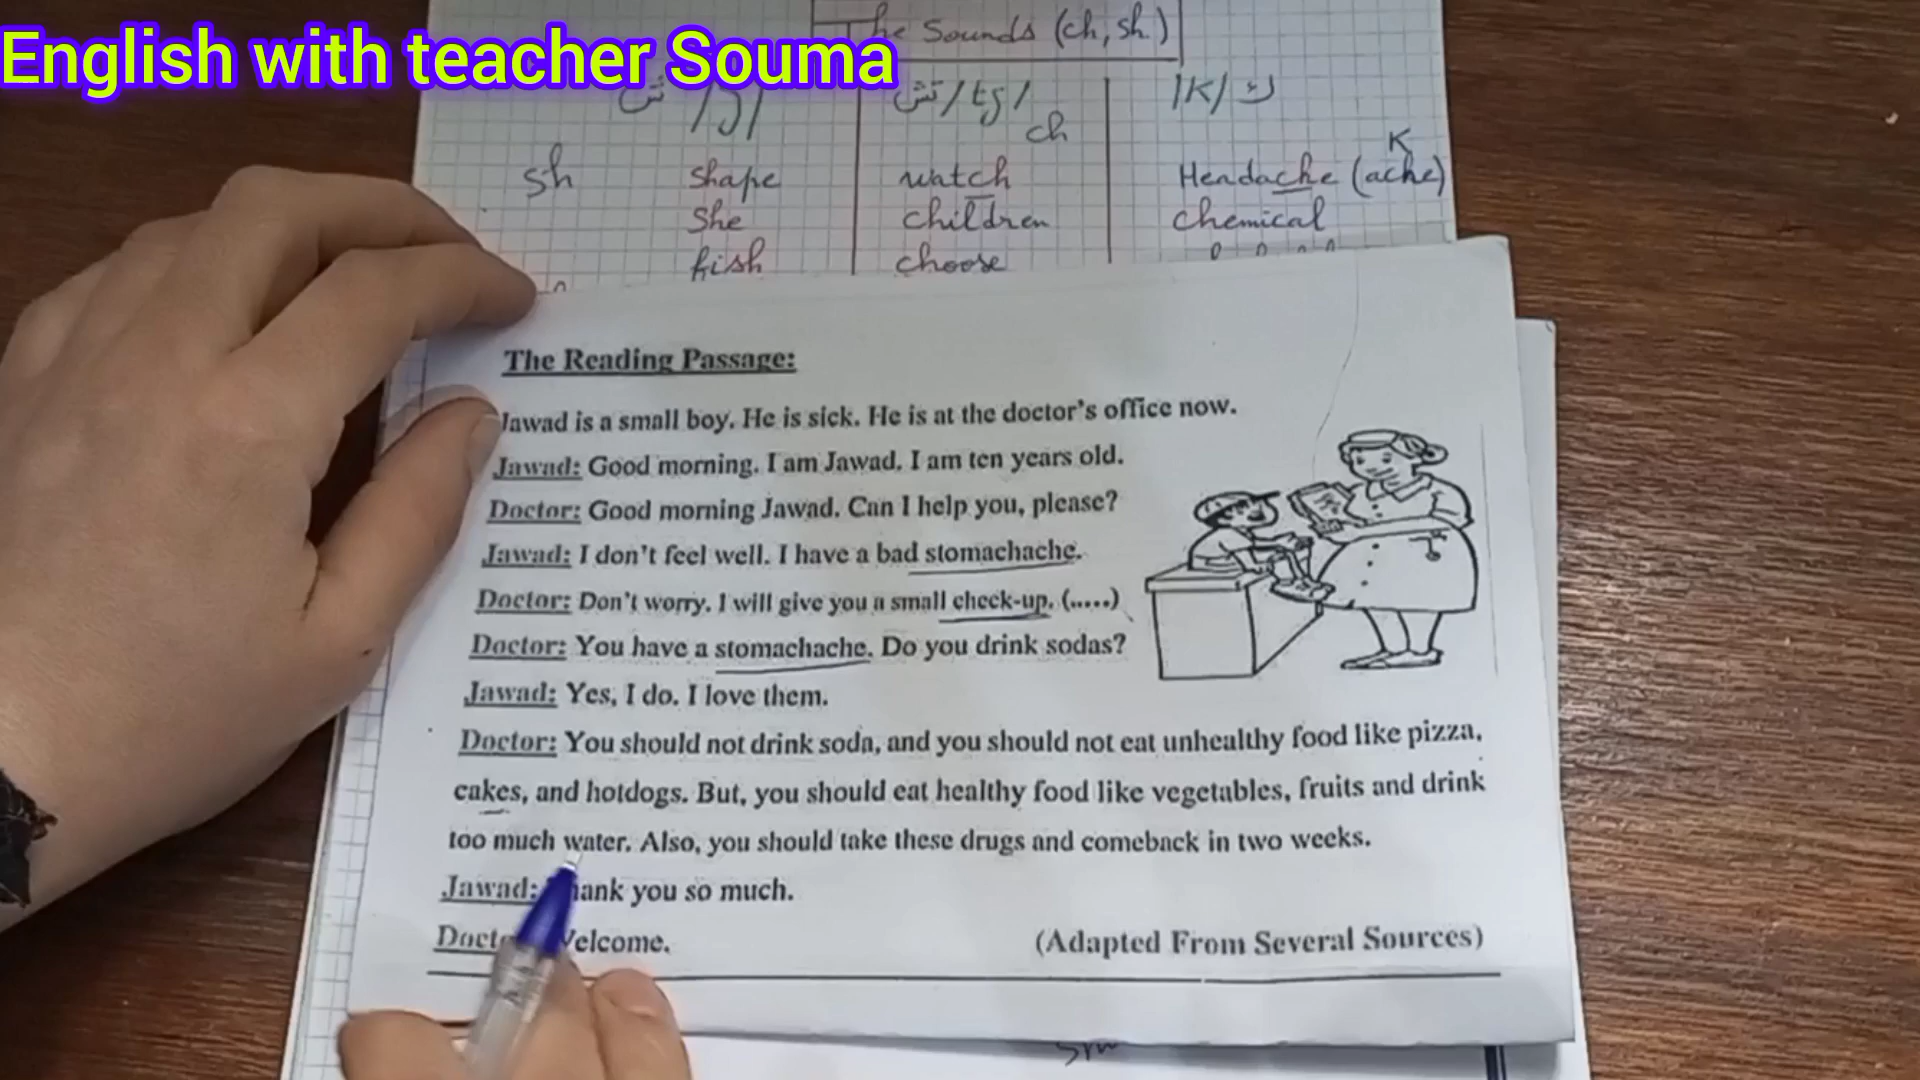 English with teacher Souma
The Sounds (ch, sh)
ش /ʃ/ تش /tʃ/ /K/ ك
ch
K
sh shape watch Headache (ache)
She children chemical
fish choose
The Reading Passage:
Jawad is a small boy. He is sick. He is at the doctor's office now.
Jawad: Good morning. I am Jawad. I am ten years old.
Doctor: Good morning Jawad. Can I help you, please?
Jawad: I don't feel well. I have a bad stomachache.
Doctor: Don't worry. I will give you a small check-up. (.....)
Doctor: You have a stomachache. Do you drink sodas?
Jawad: Yes, I do. I love them.
Doctor: You should not drink soda, and you should not eat unhealthy food like pizza,
cakes, and hotdogs. But, you should eat healthy food like vegetables, fruits and drink
too much water. Also, you should take these drugs and comeback in two weeks.
Jawad: Thank you so much.
Doctor: Welcome.
(Adapted From Several Sources)